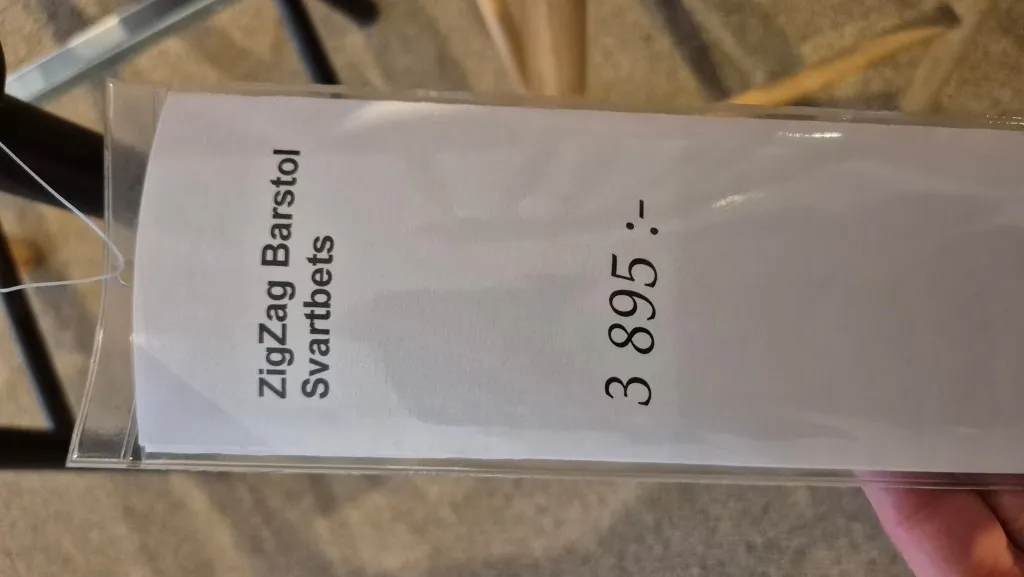 ZigZag Barstol
Svartbets
3 895 :-